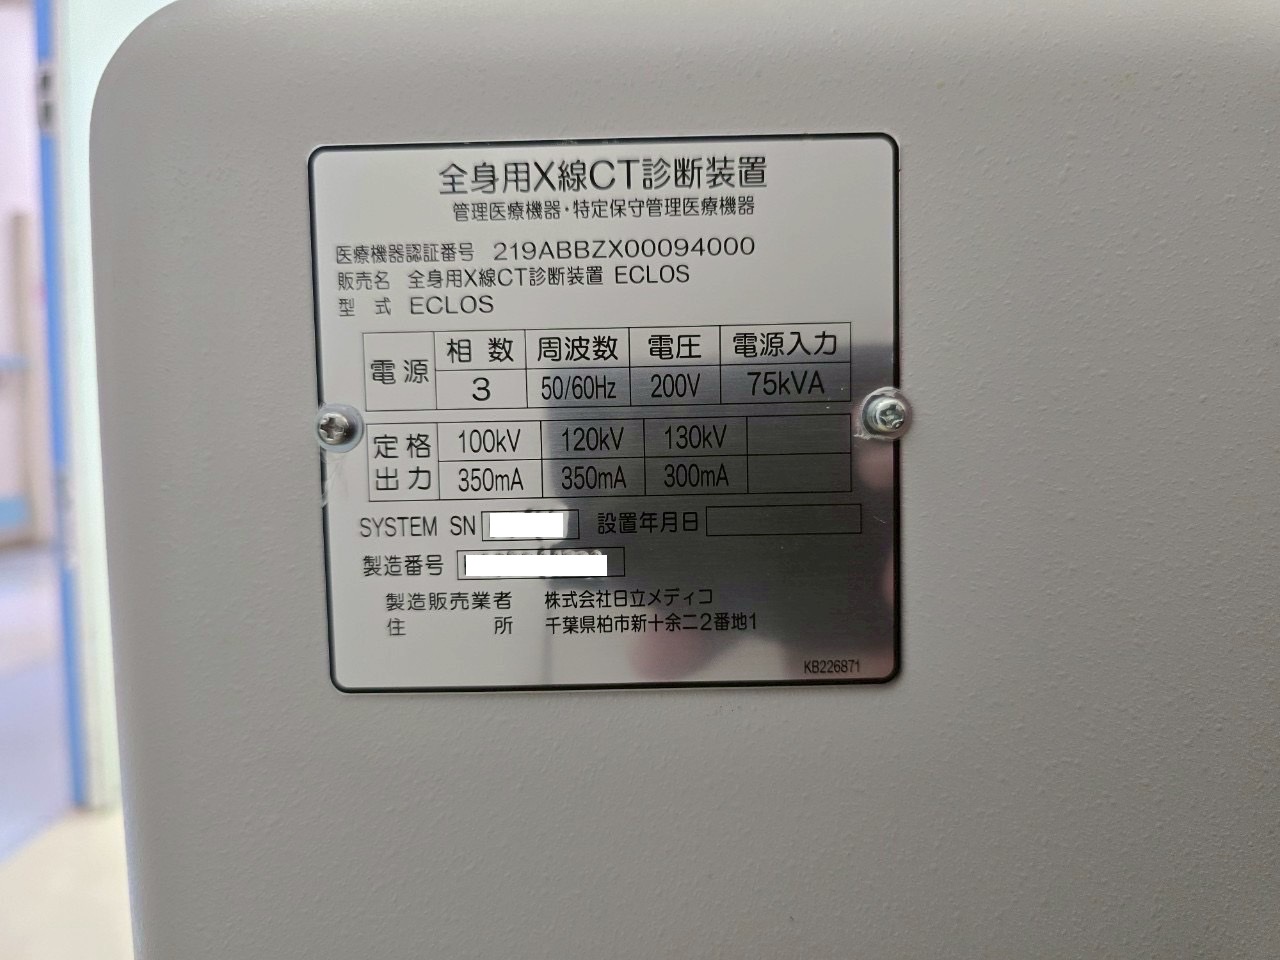 全身用X線CT診断装置
管理医療機器・特定保守管理医療機器
医療機器認証番号 219ABBZX00094000
販売名 全身用X線CT診断装置 ECLOS
型 式 ECLOS
電源 相数 周波数 電圧 電源入力
3 50/60Hz 200V 75kVA
定格 100kV 120kV 130kV
出力 350mA 350mA 300mA
SYSTEM SN 設置年月日
製造番号
製造販売業者 株式会社日立メディコ
住 所 千葉県柏市新十余二2番地1
KB226871